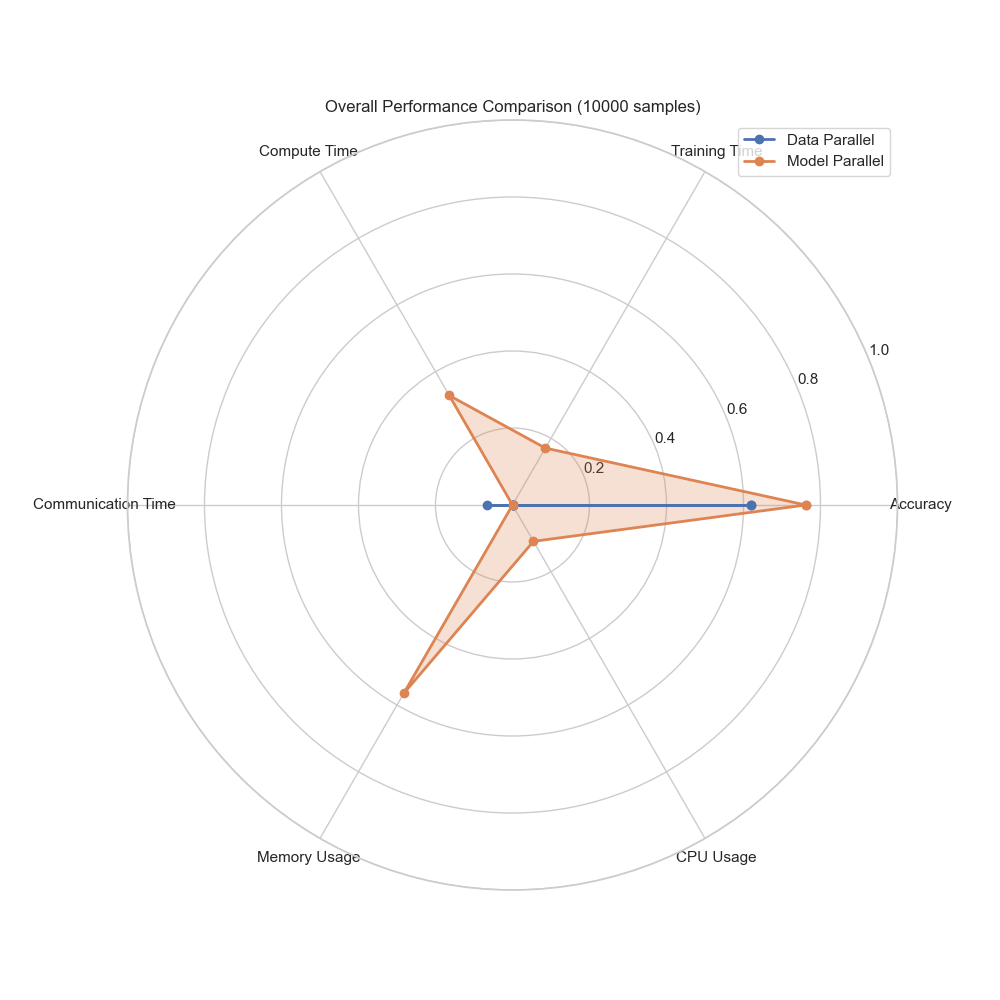 Overall Performance Comparison (10000 samples)
Compute Time
Training Time
Data Parallel
Model Parallel
1.0
0.8
0.6
0.4
0.2
Communication Time
Accuracy
Memory Usage
CPU Usage